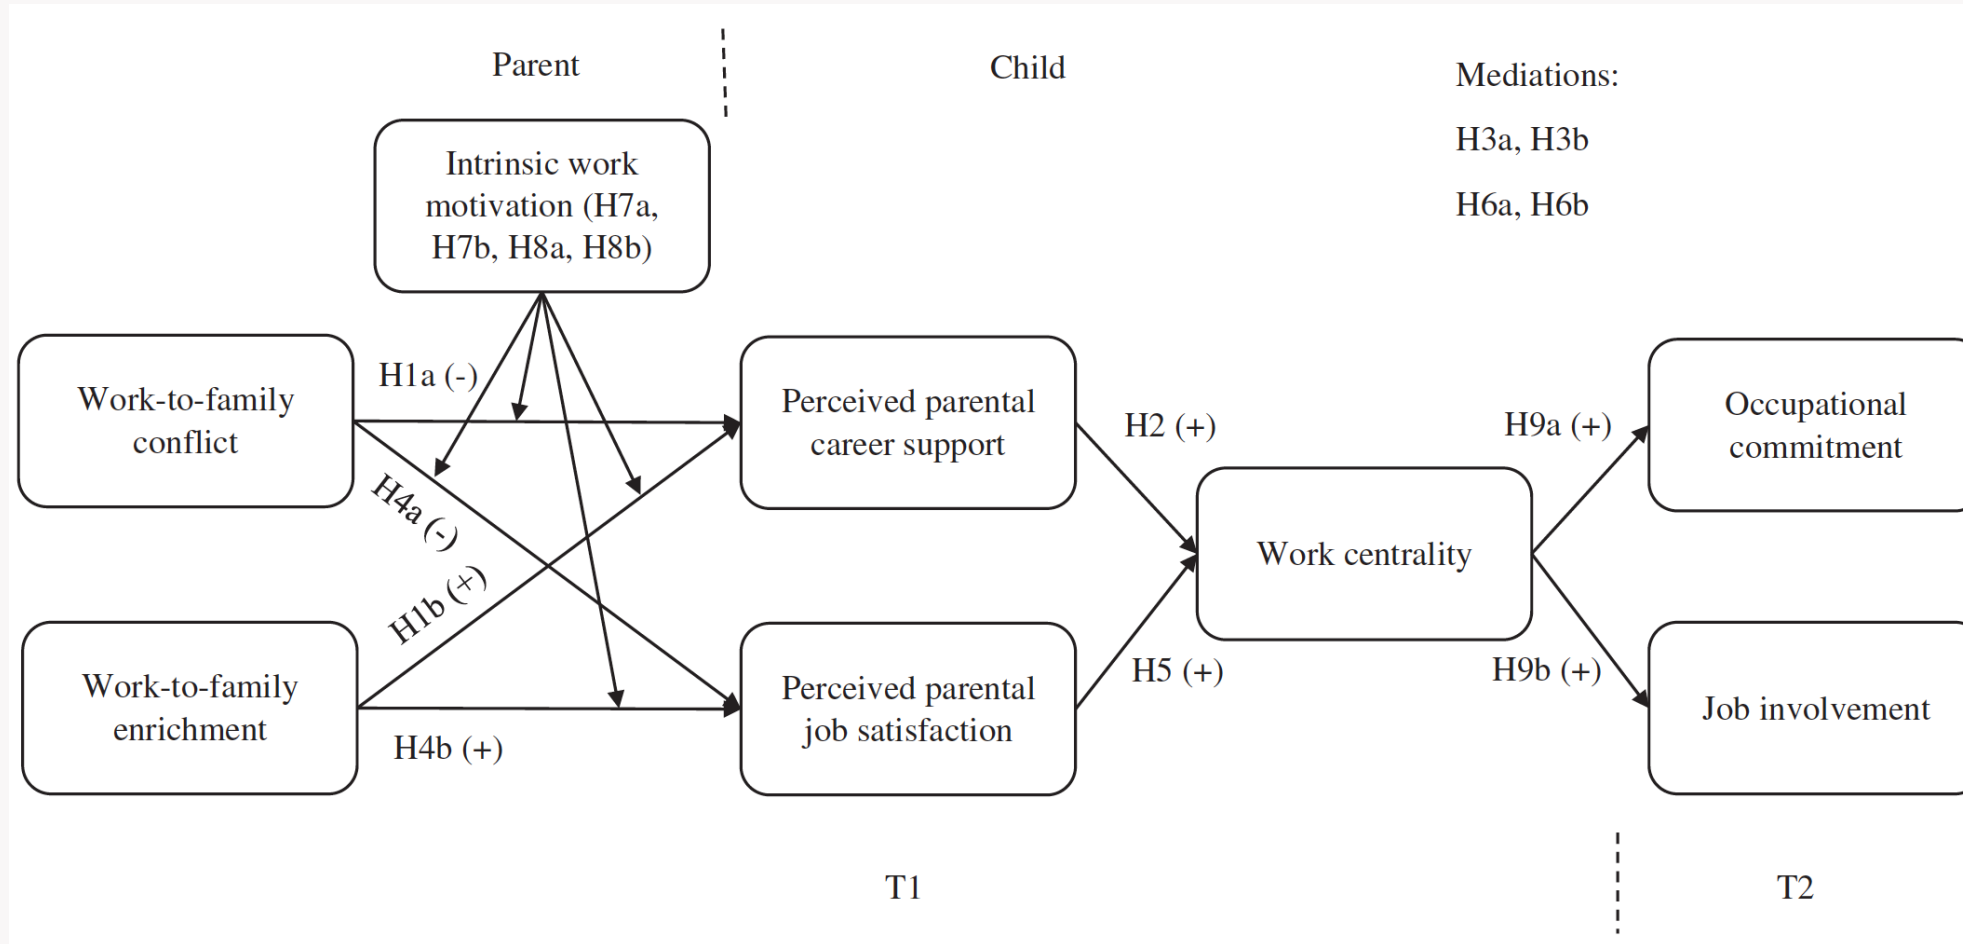 Parent
Child
Mediations:
H3a, H3b
H6a, H6b
Intrinsic work
motivation (H7a,
H7b, H8a, H8b)
Work-to-family
conflict
H1a (-)
H4a (-)
H1b (+)
Work-to-family
enrichment
H4b (+)
Perceived parental
career support
Perceived parental
job satisfaction
H2 (+)
H5 (+)
Work centrality
H9a (+)
H9b (+)
Occupational
commitment
Job involvement
T1
T2